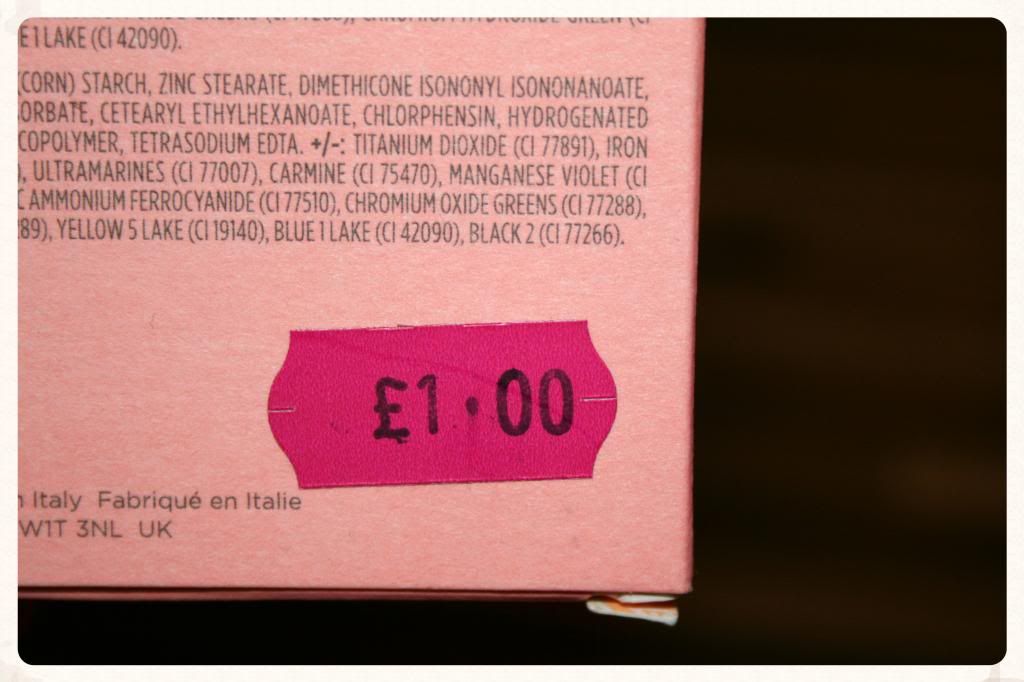 E 1 LAKE (CI 42090).
(CORN) STARCH, ZINC STEARATE, DIMETHICONE ISONONYL ISONONANOATE,
ORBATE, CETEARYL ETHYLHEXANOATE, CHLORPHENSIN, HYDROGENATED
COPOLYMER, TETRASODIUM EDTA. +/-: TITANIUM DIOXIDE (CI 77891), IRON
), ULTRAMARINES (CI 77007), CARMINE (CI 75470), MANGANESE VIOLET (CI
C AMMONIUM FERROCYANIDE (CI 77510), CHROMIUM OXIDE GREENS (CI 77288),
89), YELLOW 5 LAKE (CI 19140), BLUE 1 LAKE (CI 42090), BLACK 2 (CI 77266).
£1.00
n Italy Fabriqué en Italie
W1T 3NL UK